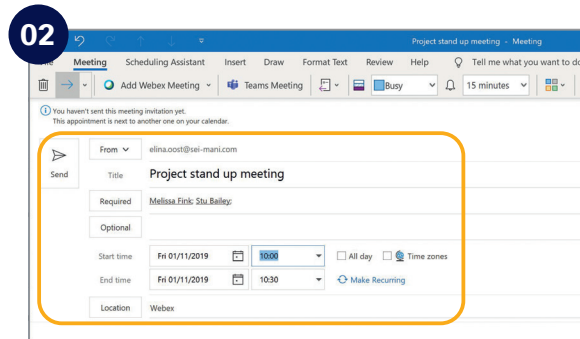 02
Project stand up meeting - Meeting
Meeting Scheduling Assistant Insert Draw Format Text Review Help Tell me what you want to do
Add Webex Meeting Teams Meeting Busy 15 minutes
You haven't sent this meeting invitation yet.
This appointment is next to another one on your calendar.
From elina.oost@sei-mani.com
Send
Title Project stand up meeting
Required Melissa Fink; Stu Bailey;
Optional
Start time Fri 01/11/2019 10:00 All day Time zones
End time Fri 01/11/2019 10:30 Make Recurring
Location Webex